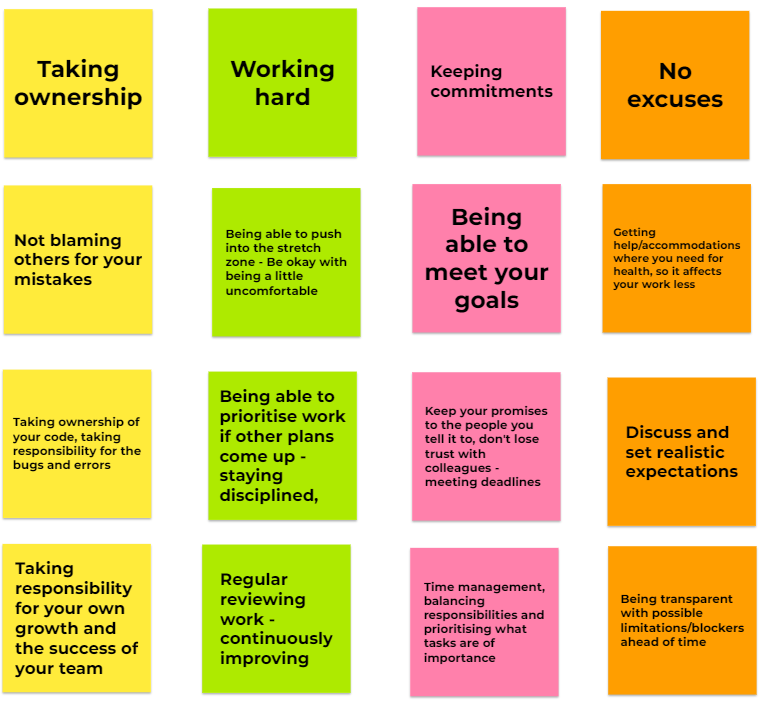 Taking
ownership
Working
hard
Keeping
commitments
No
excuses
Not blaming
others for your
mistakes
Being able to push
into the stretch
zone - Be okay with
being a little
uncomfortable
Being
able to
meet your
goals
Getting
help/accommodations
where you need for
health, so it affects
your work less
Taking ownership of
your code, taking
responsibility for the
bugs and errors
Being able to
prioritise work
if other plans
come up -
staying
disciplined,
Keep your promises
to the people you
tell it to, don't lose
trust with
colleagues -
meeting deadlines
Discuss and
set realistic
expectations
Taking
responsibility
for your own
growth and
the success of
your team
Regular
reviewing
work -
continuously
improving
Time management,
balancing
responsibilities and
prioritising what
tasks are of
importance
Being transparent
with possible
limitations/blockers
ahead of time